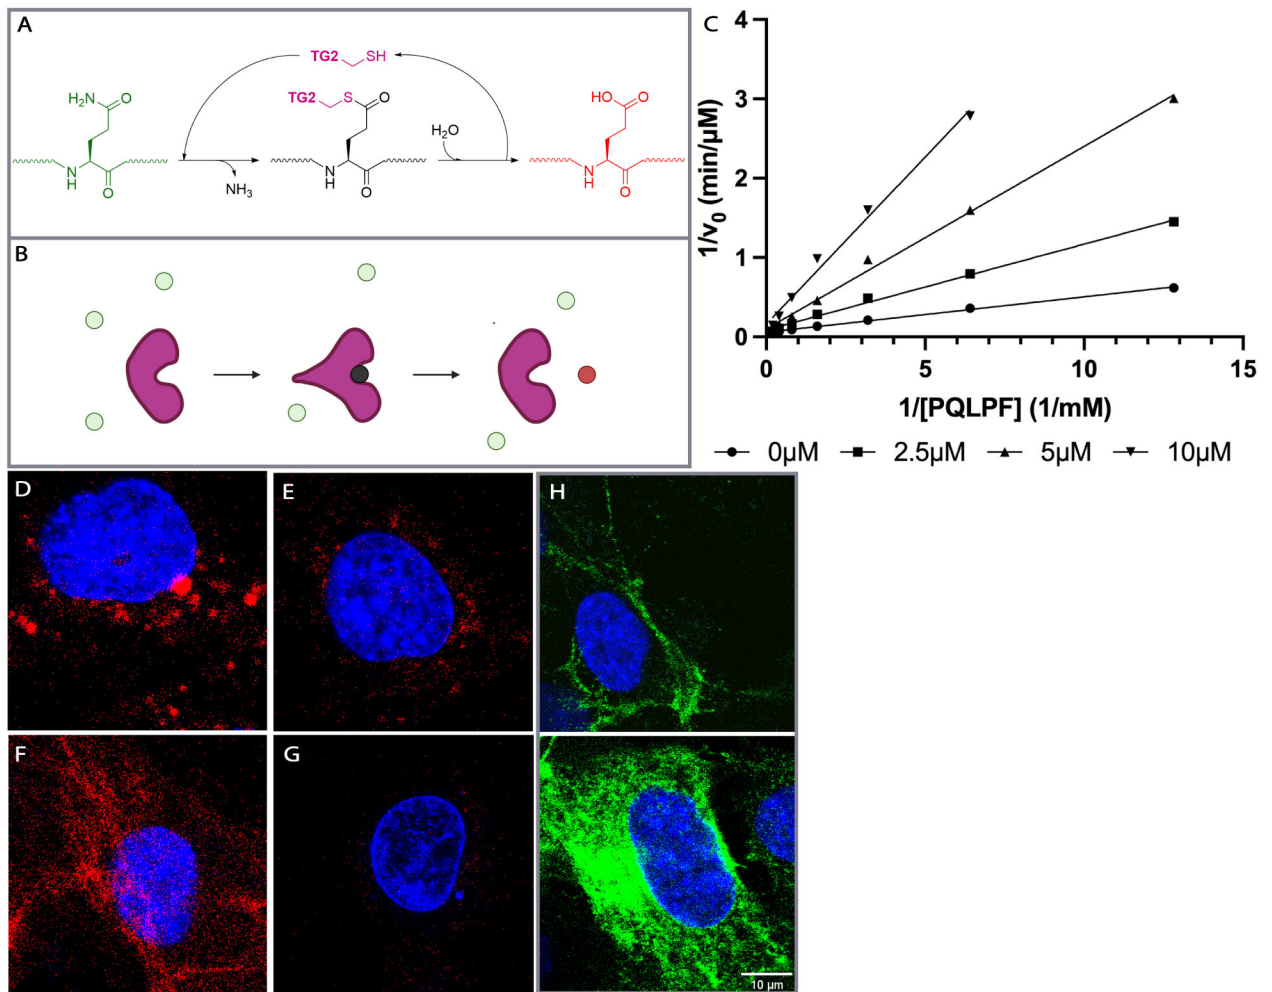 A
TG2 SH
H₂N O
TG2 S O
HO O
H₂O
N
H
O
NH₃
N
H
O
N
H
O
B
C
1/v₀ (min/µM)
4
3
2
1
0
0 5 10 15
1/[PQLPF] (1/mM)
0µM 2.5µM 5µM 10µM
D
E
H
F
G
10 µm